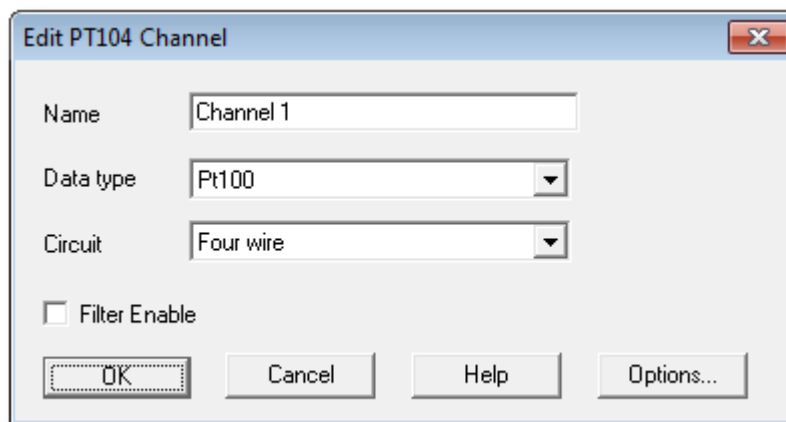 Edit PT104 Channel
Name Channel 1
Data type Pt100
Circuit Four wire
Filter Enable
OK Cancel Help Options...